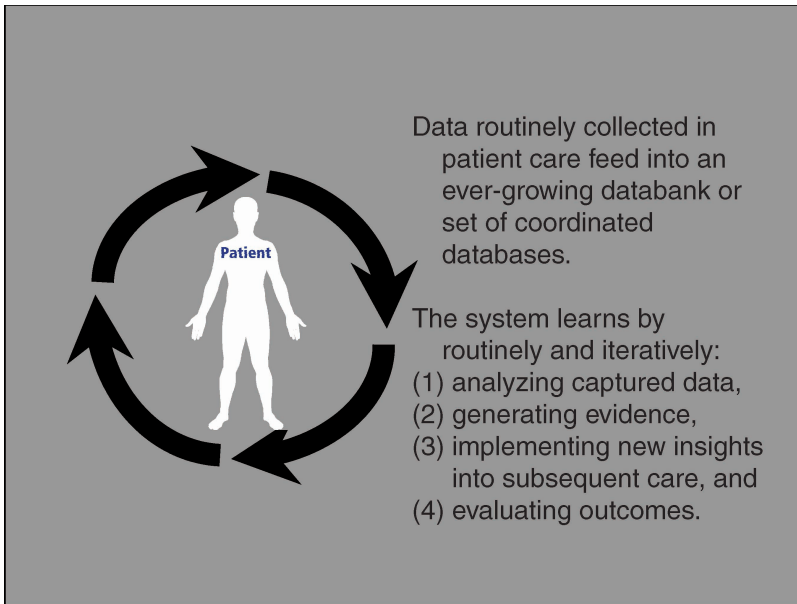 Patient
Data routinely collected in
patient care feed into an
ever-growing databank or
set of coordinated
databases.
The system learns by
routinely and iteratively:
(1) analyzing captured data,
(2) generating evidence,
(3) implementing new insights
into subsequent care, and
(4) evaluating outcomes.